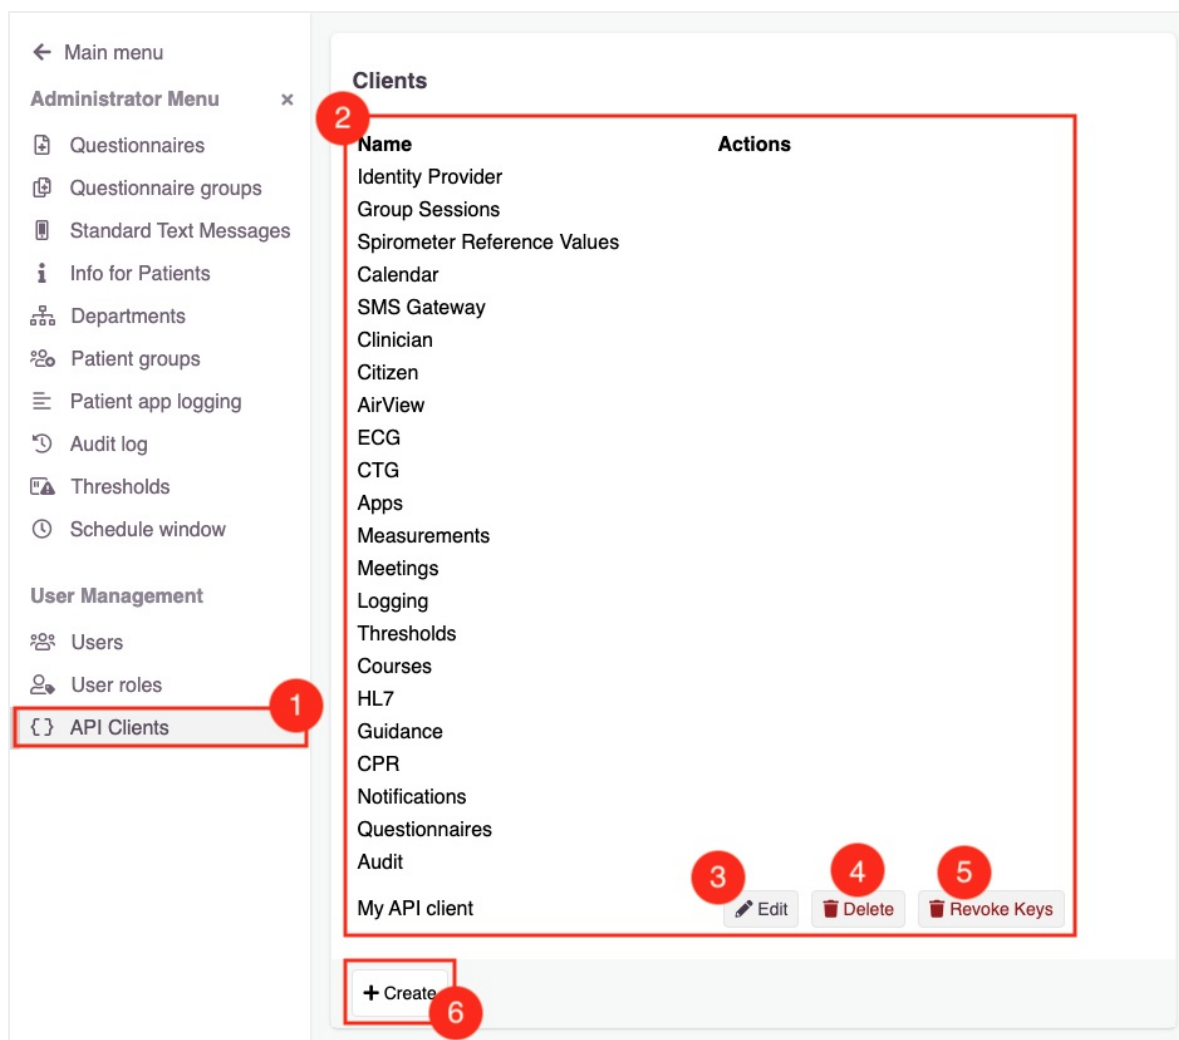 Main menu
Administrator Menu ×
Questionnaires
Questionnaire groups
Standard Text Messages
Info for Patients
Departments
Patient groups
Patient app logging
Audit log
Thresholds
Schedule window
User Management
Users
User roles
1
{} API Clients
Clients
2
Name Actions
Identity Provider
Group Sessions
Spirometer Reference Values
Calendar
SMS Gateway
Clinician
Citizen
AirView
ECG
CTG
Apps
Measurements
Meetings
Logging
Thresholds
Courses
HL7
Guidance
CPR
Notifications
Questionnaires
Audit
3 4 5
My API client Edit Delete Revoke Keys
+ Create
6